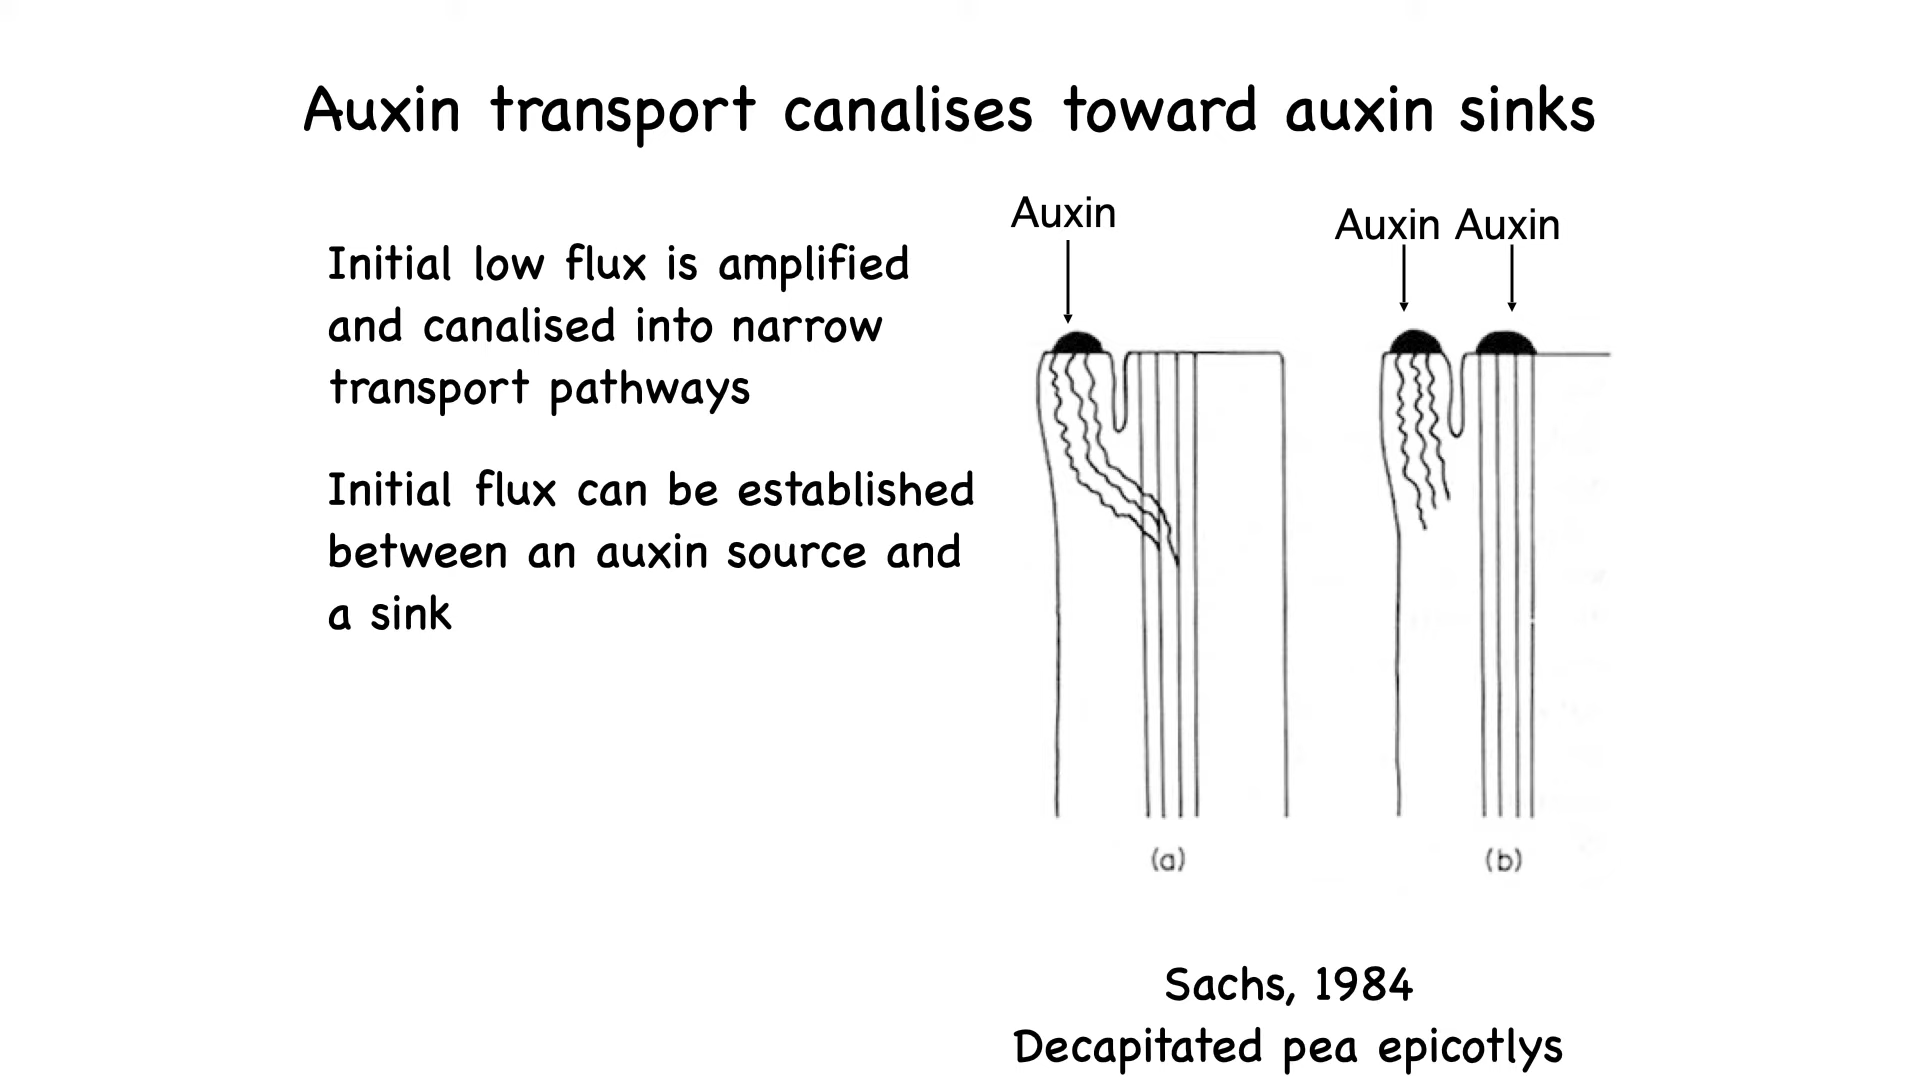 Auxin transport canalises toward auxin sinks
Initial low flux is amplified
and canalised into narrow
transport pathways
Initial flux can be established
between an auxin source and
a sink
Auxin
Auxin Auxin
(a)
(b)
Sachs, 1984
Decapitated pea epicotlys